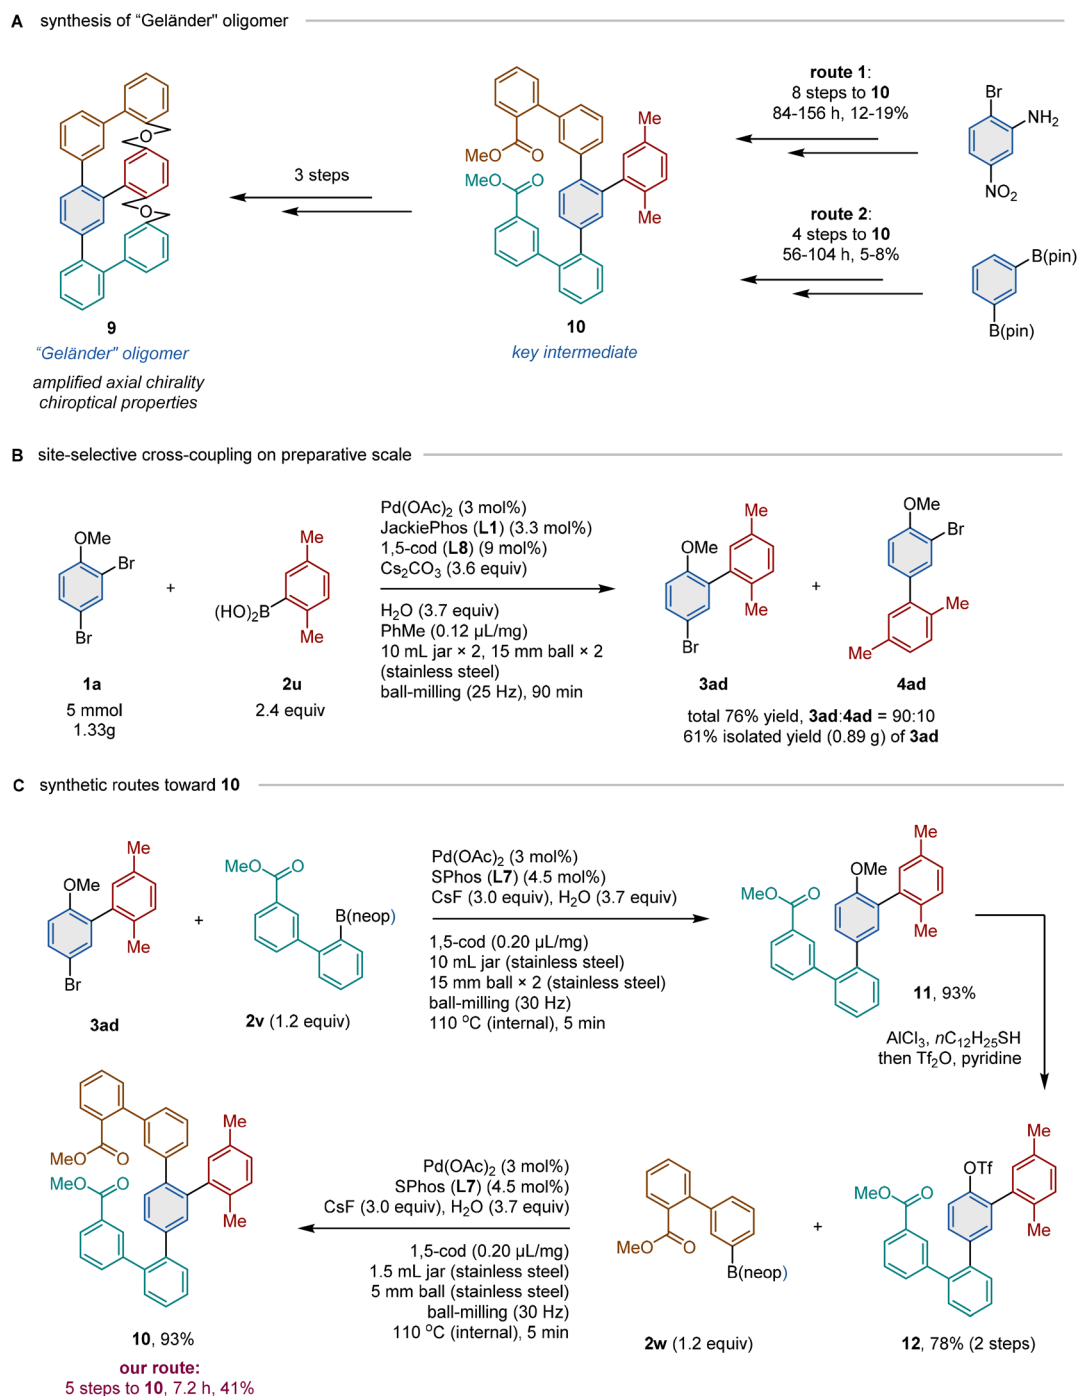 A synthesis of “Geländer" oligomer
O
O
9
“Geländer" oligomer
amplified axial chirality
chiroptical properties
3 steps
MeO
O
MeO
O
Me
Me
10
key intermediate
route 1:
8 steps to 10
84-156 h, 12-19%
Br
NH2
NO2
route 2:
4 steps to 10
56-104 h, 5-8%
B(pin)
B(pin)
B site-selective cross-coupling on preparative scale
OMe
Br
Br
1a
5 mmol
1.33g
+
Me
(HO)2B
Me
2u
2.4 equiv
Pd(OAc)2 (3 mol%)
JackiePhos (L1) (3.3 mol%)
1,5-cod (L8) (9 mol%)
Cs2CO3 (3.6 equiv)
H2O (3.7 equiv)
PhMe (0.12 µL/mg)
10 mL jar × 2, 15 mm ball × 2
(stainless steel)
ball-milling (25 Hz), 90 min
Me
OMe
Me
Br
3ad
+
OMe
Br
Me
Me
4ad
total 76% yield, 3ad:4ad = 90:10
61% isolated yield (0.89 g) of 3ad
C synthetic routes toward 10
Me
OMe
Me
Br
3ad
+
MeO
O
B(neop)
2v (1.2 equiv)
Pd(OAc)2 (3 mol%)
SPhos (L7) (4.5 mol%)
CsF (3.0 equiv), H2O (3.7 equiv)
1,5-cod (0.20 µL/mg)
10 mL jar (stainless steel)
15 mm ball × 2 (stainless steel)
ball-milling (30 Hz)
110 oC (internal), 5 min
Me
OMe
MeO
O
Me
11, 93%
AlCl3, nC12H25SH
then Tf2O, pyridine
Me
OTf
MeO
O
Me
12, 78% (2 steps)
+
MeO
O
B(neop)
2w (1.2 equiv)
Pd(OAc)2 (3 mol%)
SPhos (L7) (4.5 mol%)
CsF (3.0 equiv), H2O (3.7 equiv)
1,5-cod (0.20 µL/mg)
1.5 mL jar (stainless steel)
5 mm ball (stainless steel)
ball-milling (30 Hz)
110 oC (internal), 5 min
MeO
O
MeO
O
Me
Me
10, 93%
our route:
5 steps to 10, 7.2 h, 41%